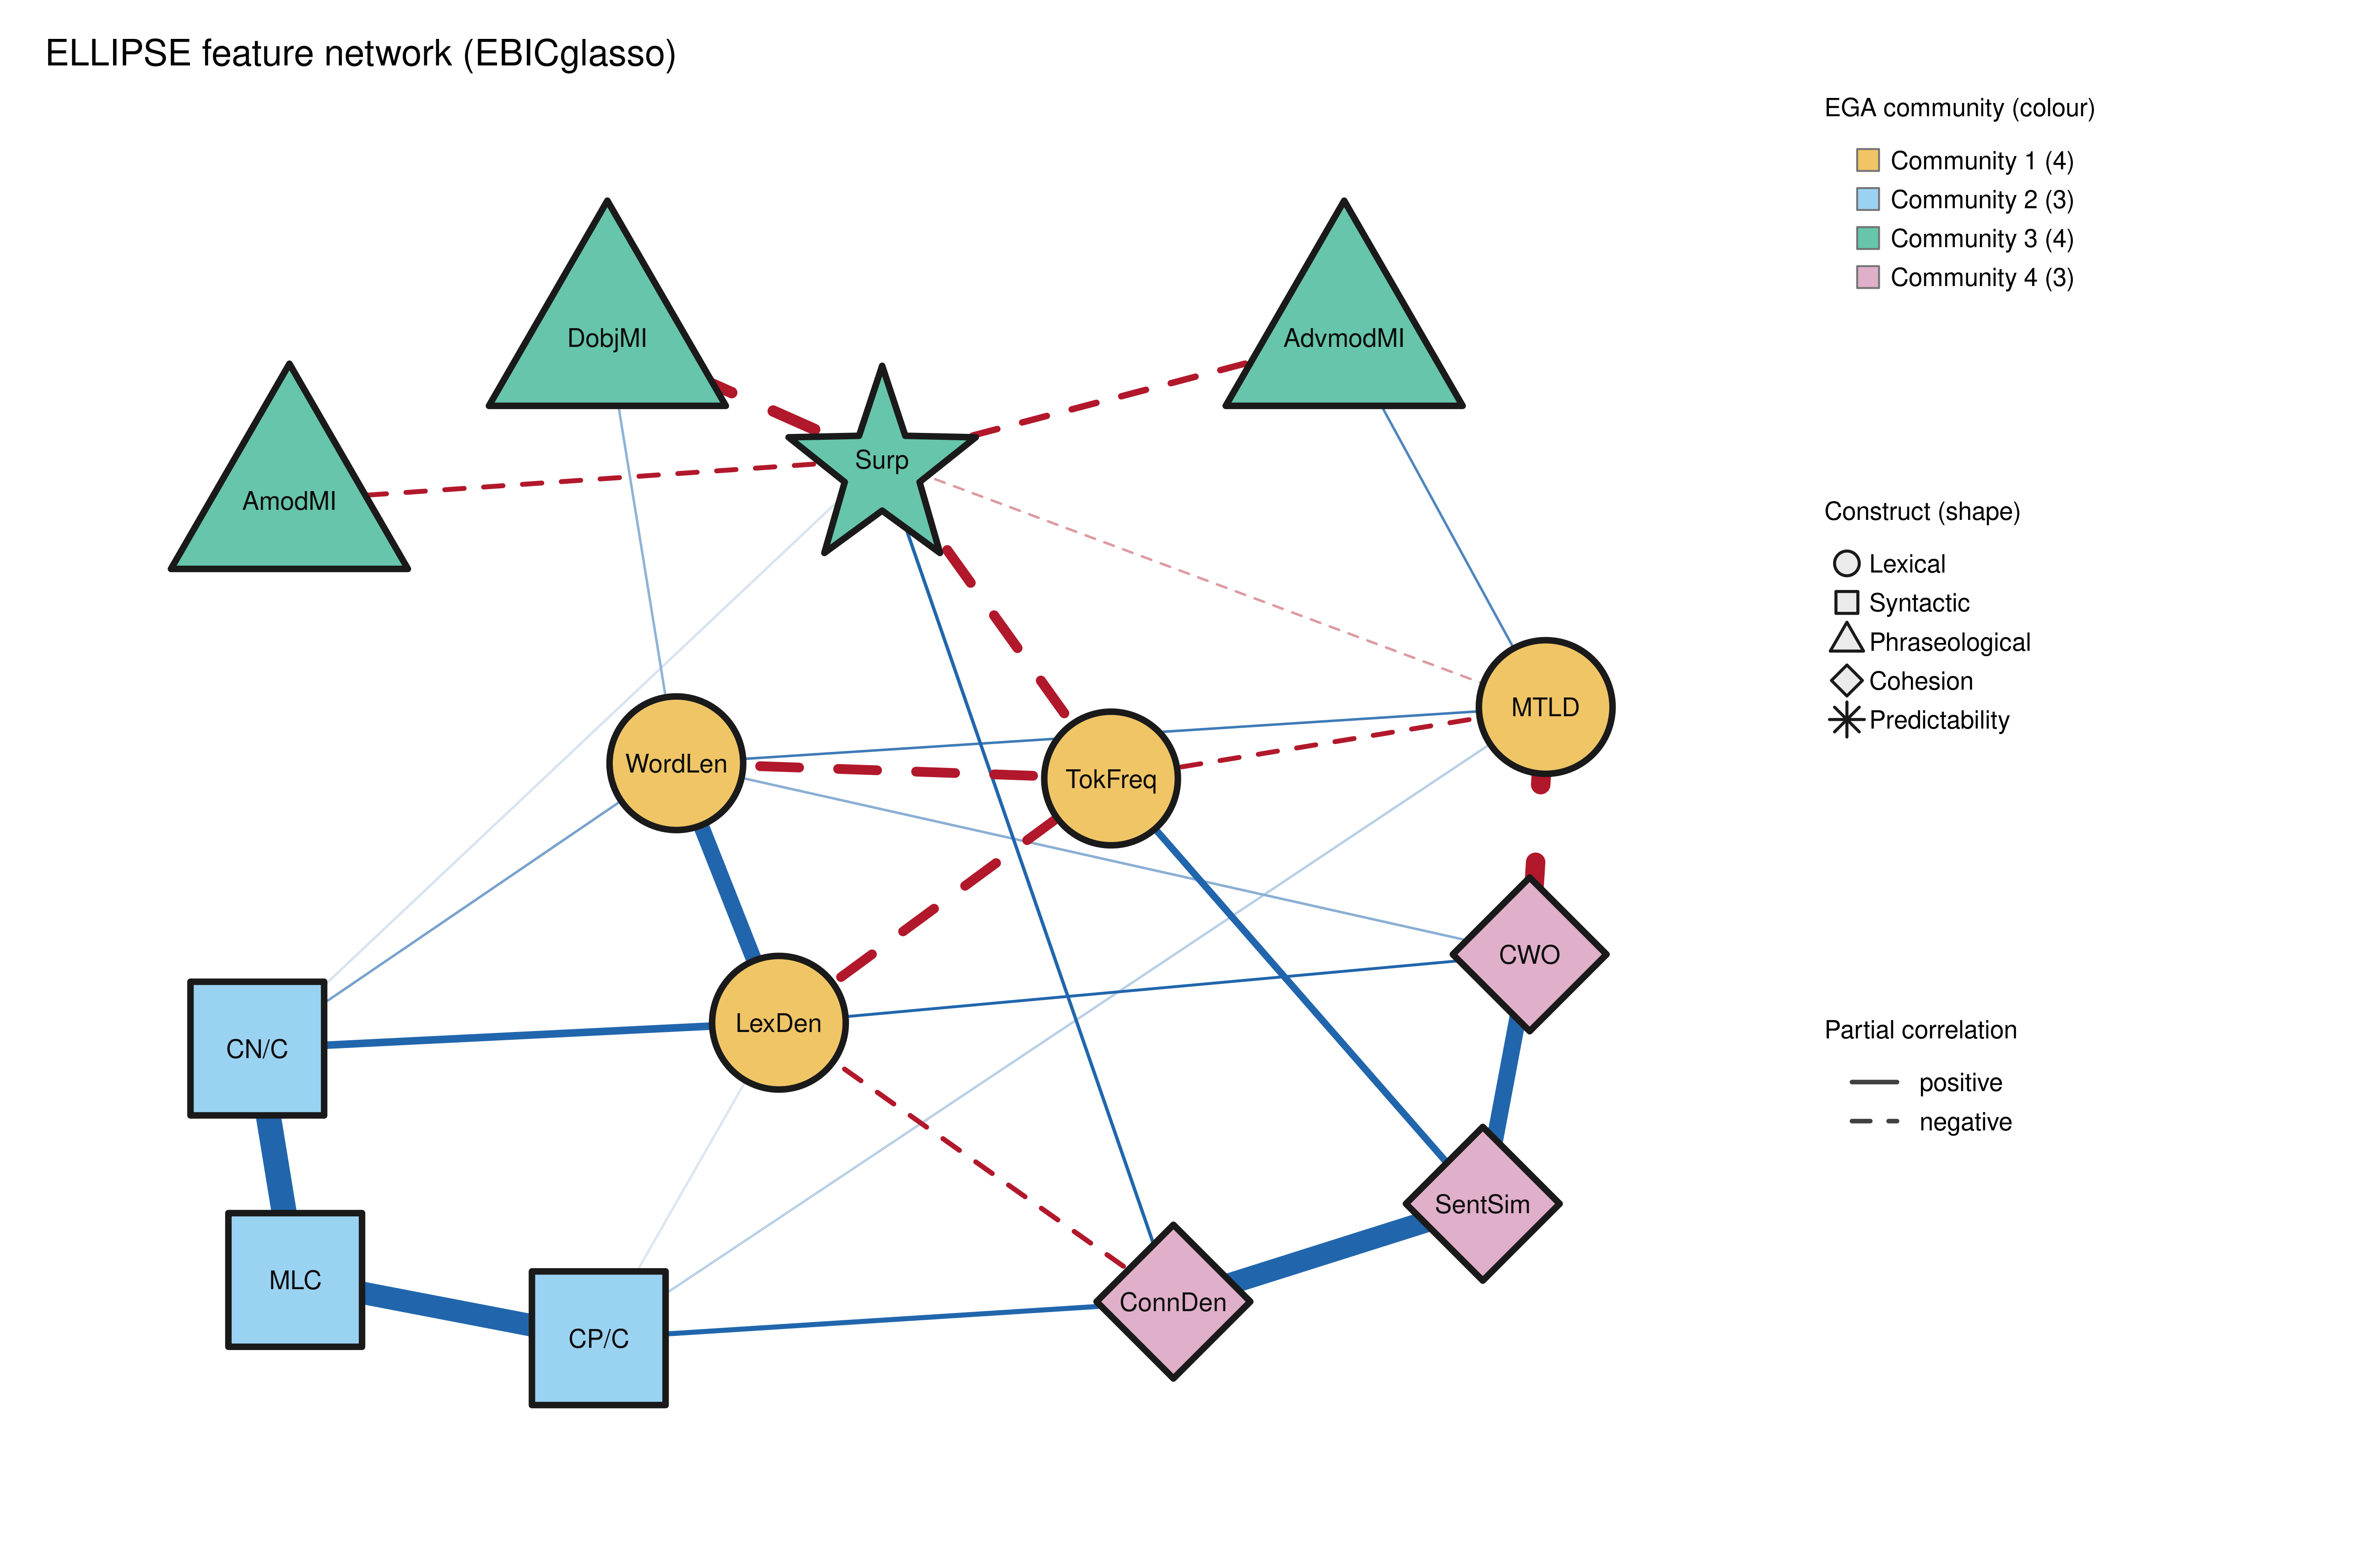 ELLIPSE feature network (EBICglasso)
EGA community (colour)
Community 1 (4)
Community 2 (3)
Community 3 (4)
Community 4 (3)
DobjMI
AdvmodMI
Surp
AmodMI
Construct (shape)
Lexical
Syntactic
Phraseological
Cohesion
Predictability
MTLD
WordLen
TokFreq
CWO
LexDen
CN/C
Partial correlation
positive
negative
SentSim
MLC
ConnDen
CP/C